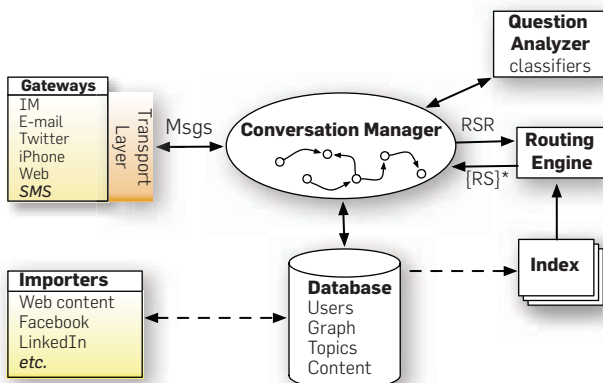 Question
Analyzer
classifiers
Gateways
IM
E-mail
Twitter
iPhone
Web
SMS
Transport
Layer
Msgs
Conversation Manager
RSR
[RS]*
Routing
Engine
Importers
Web content
Facebook
LinkedIn
etc.
Database
Users
Graph
Topics
Content
Index